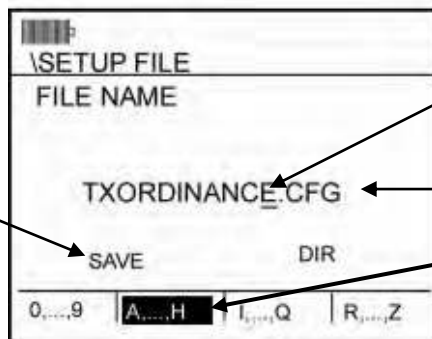 \SETUP FILE
FILE NAME
TXORDINANCE.CFG
SAVE DIR
0,...,9 A,...,H I,...,Q R,...,Z